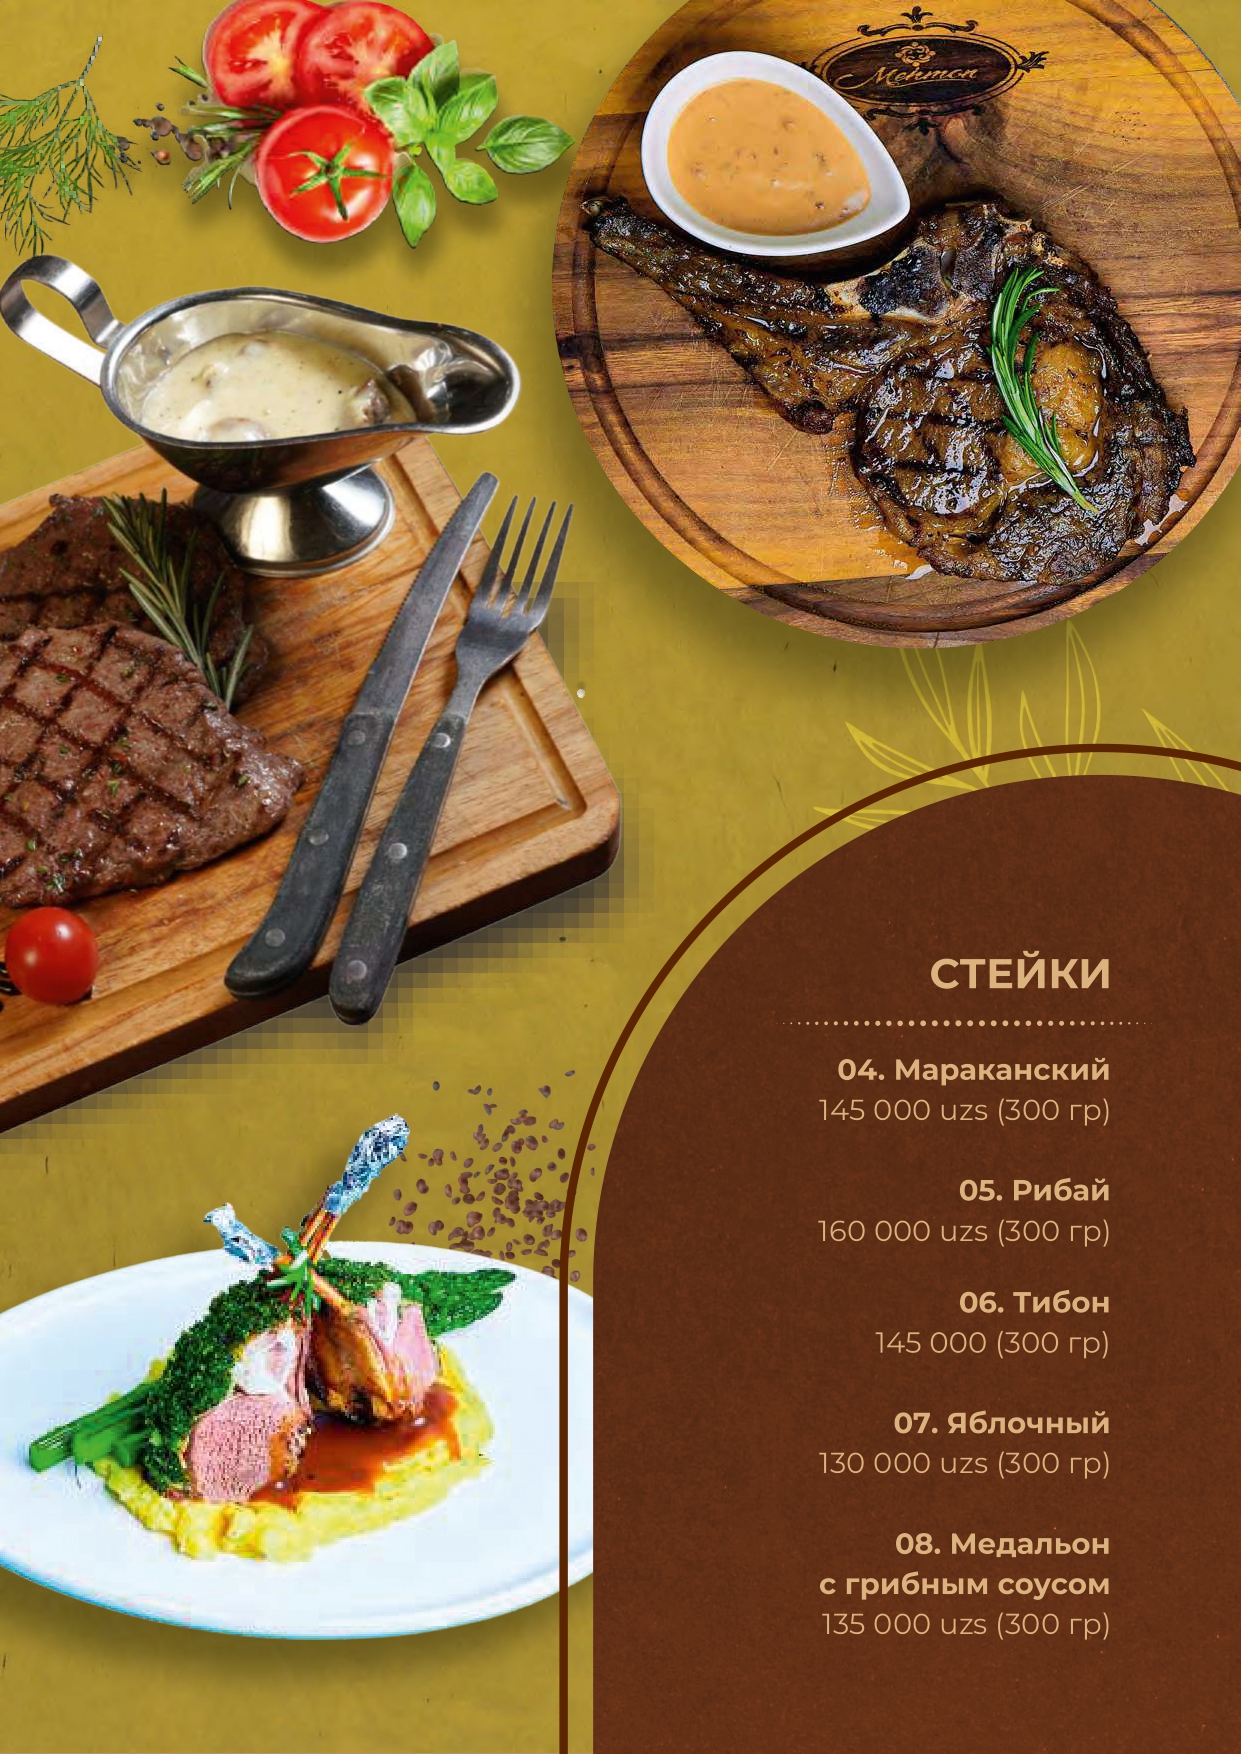 Mehmon
СТЕЙКИ
04. Мараканский
145 000 uzs (300 гр)
05. Рибай
160 000 uzs (300 гр)
06. Тибон
145 000 (300 гр)
07. Яблочный
130 000 uzs (300 гр)
08. Медальон
с грибным соусом
135 000 uzs (300 гр)